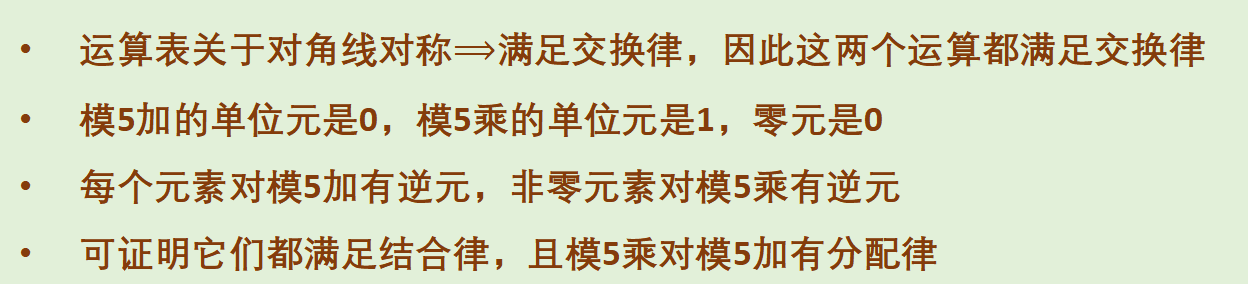 • 运算表关于对角线对称⟹满足交换律，因此这两个运算都满足交换律
• 模5加的单位元是0，模5乘的单位元是1，零元是0
• 每个元素对模5加有逆元，非零元素对模5乘有逆元
• 可证明它们都满足结合律，且模5乘对模5加有分配律